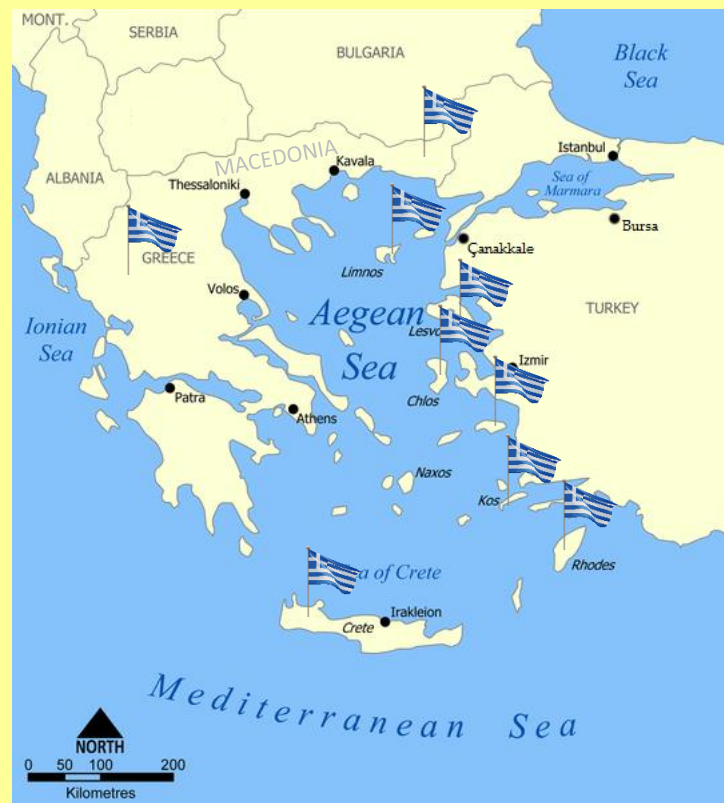 MONT.
SERBIA
BULGARIA
Black
Sea
MACEDONIA
Kavala
Istanbul
ALBANIA
Thessaloniki
Sea of
Marmara
Bursa
Çanakkale
GREECE
Limnos
Volos
Aegean
Sea
TURKEY
Ionian
Sea
Lesvo
Izmir
Patra
Chios
Athens
Naxos
Kos
Rhodes
a of Crete
Irakleion
Crete
Mediterranean Sea
NORTH
0 50 100 200
Kilometres